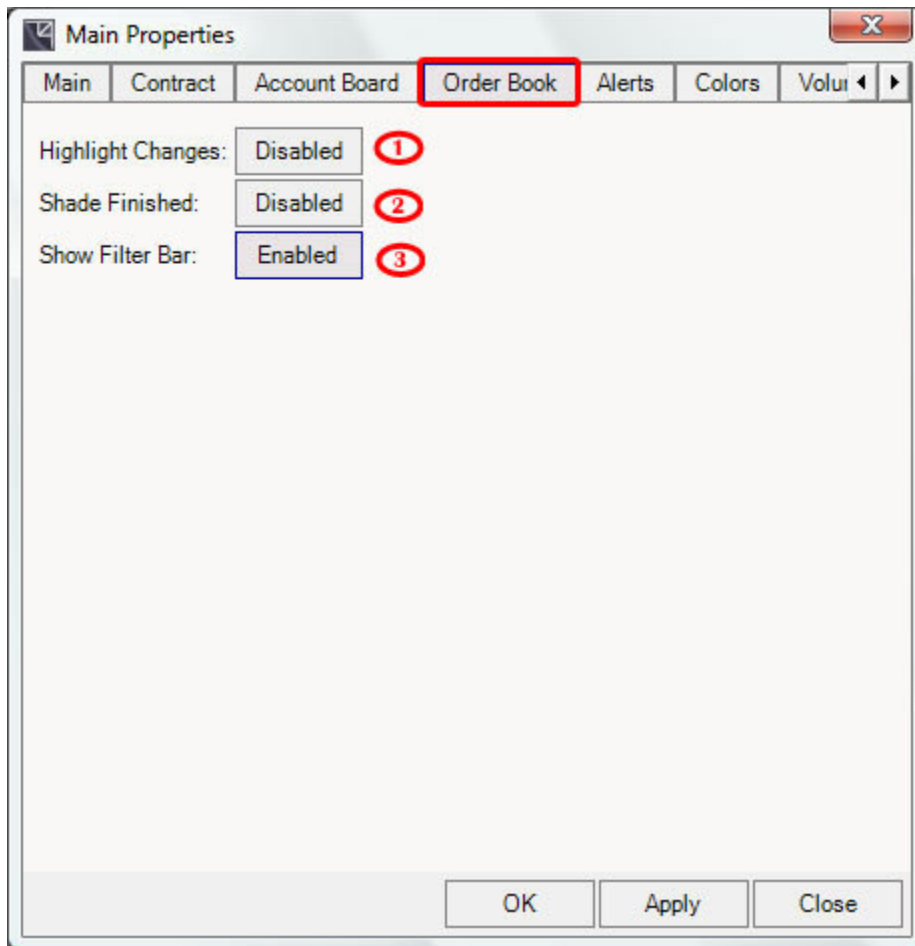 Main Properties
Main Contract Account Board Order Book Alerts Colors
Highlight Changes: Disabled 1
Shade Finished: Disabled 2
Show Filter Bar: Enabled 3
OK Apply Close